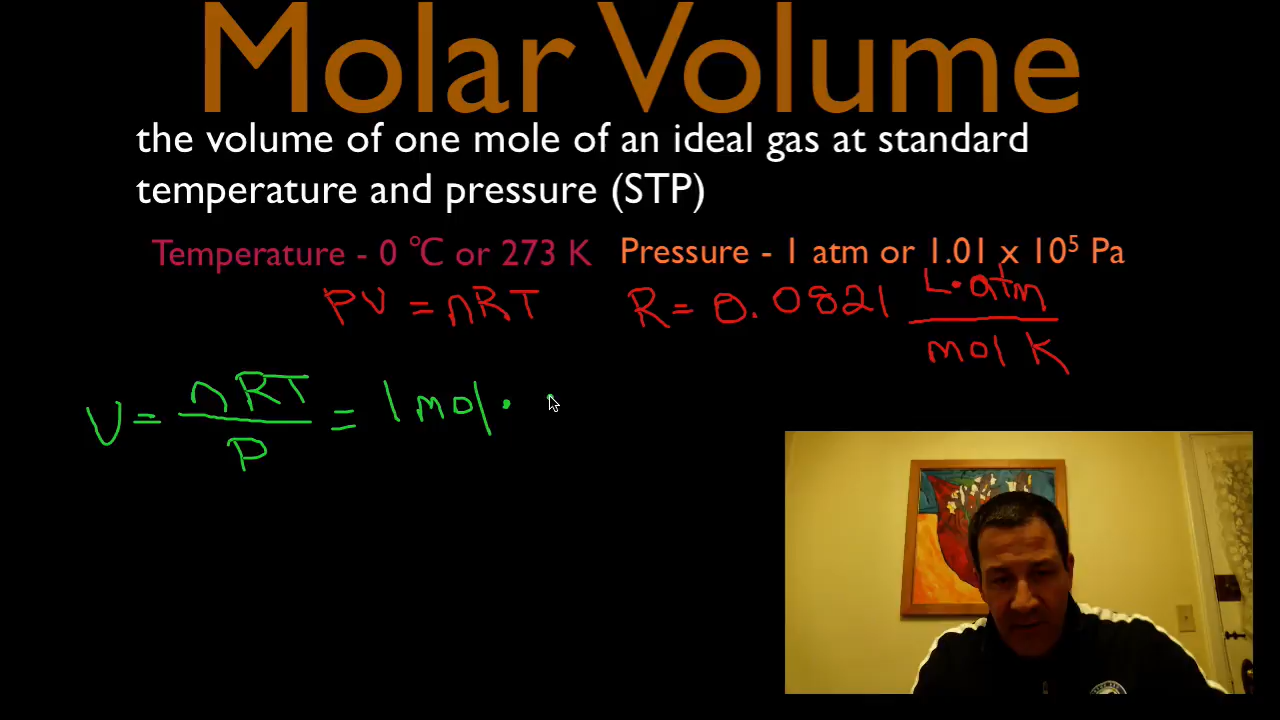 Molar Volume
the volume of one mole of an ideal gas at standard
temperature and pressure (STP)
Temperature - 0 °C or 273 K Pressure - 1 atm or 1.01 x 10⁵ Pa
PV = nRT R = 0.0821 L·atm / mol K
V = nRT / P = 1 mol ·